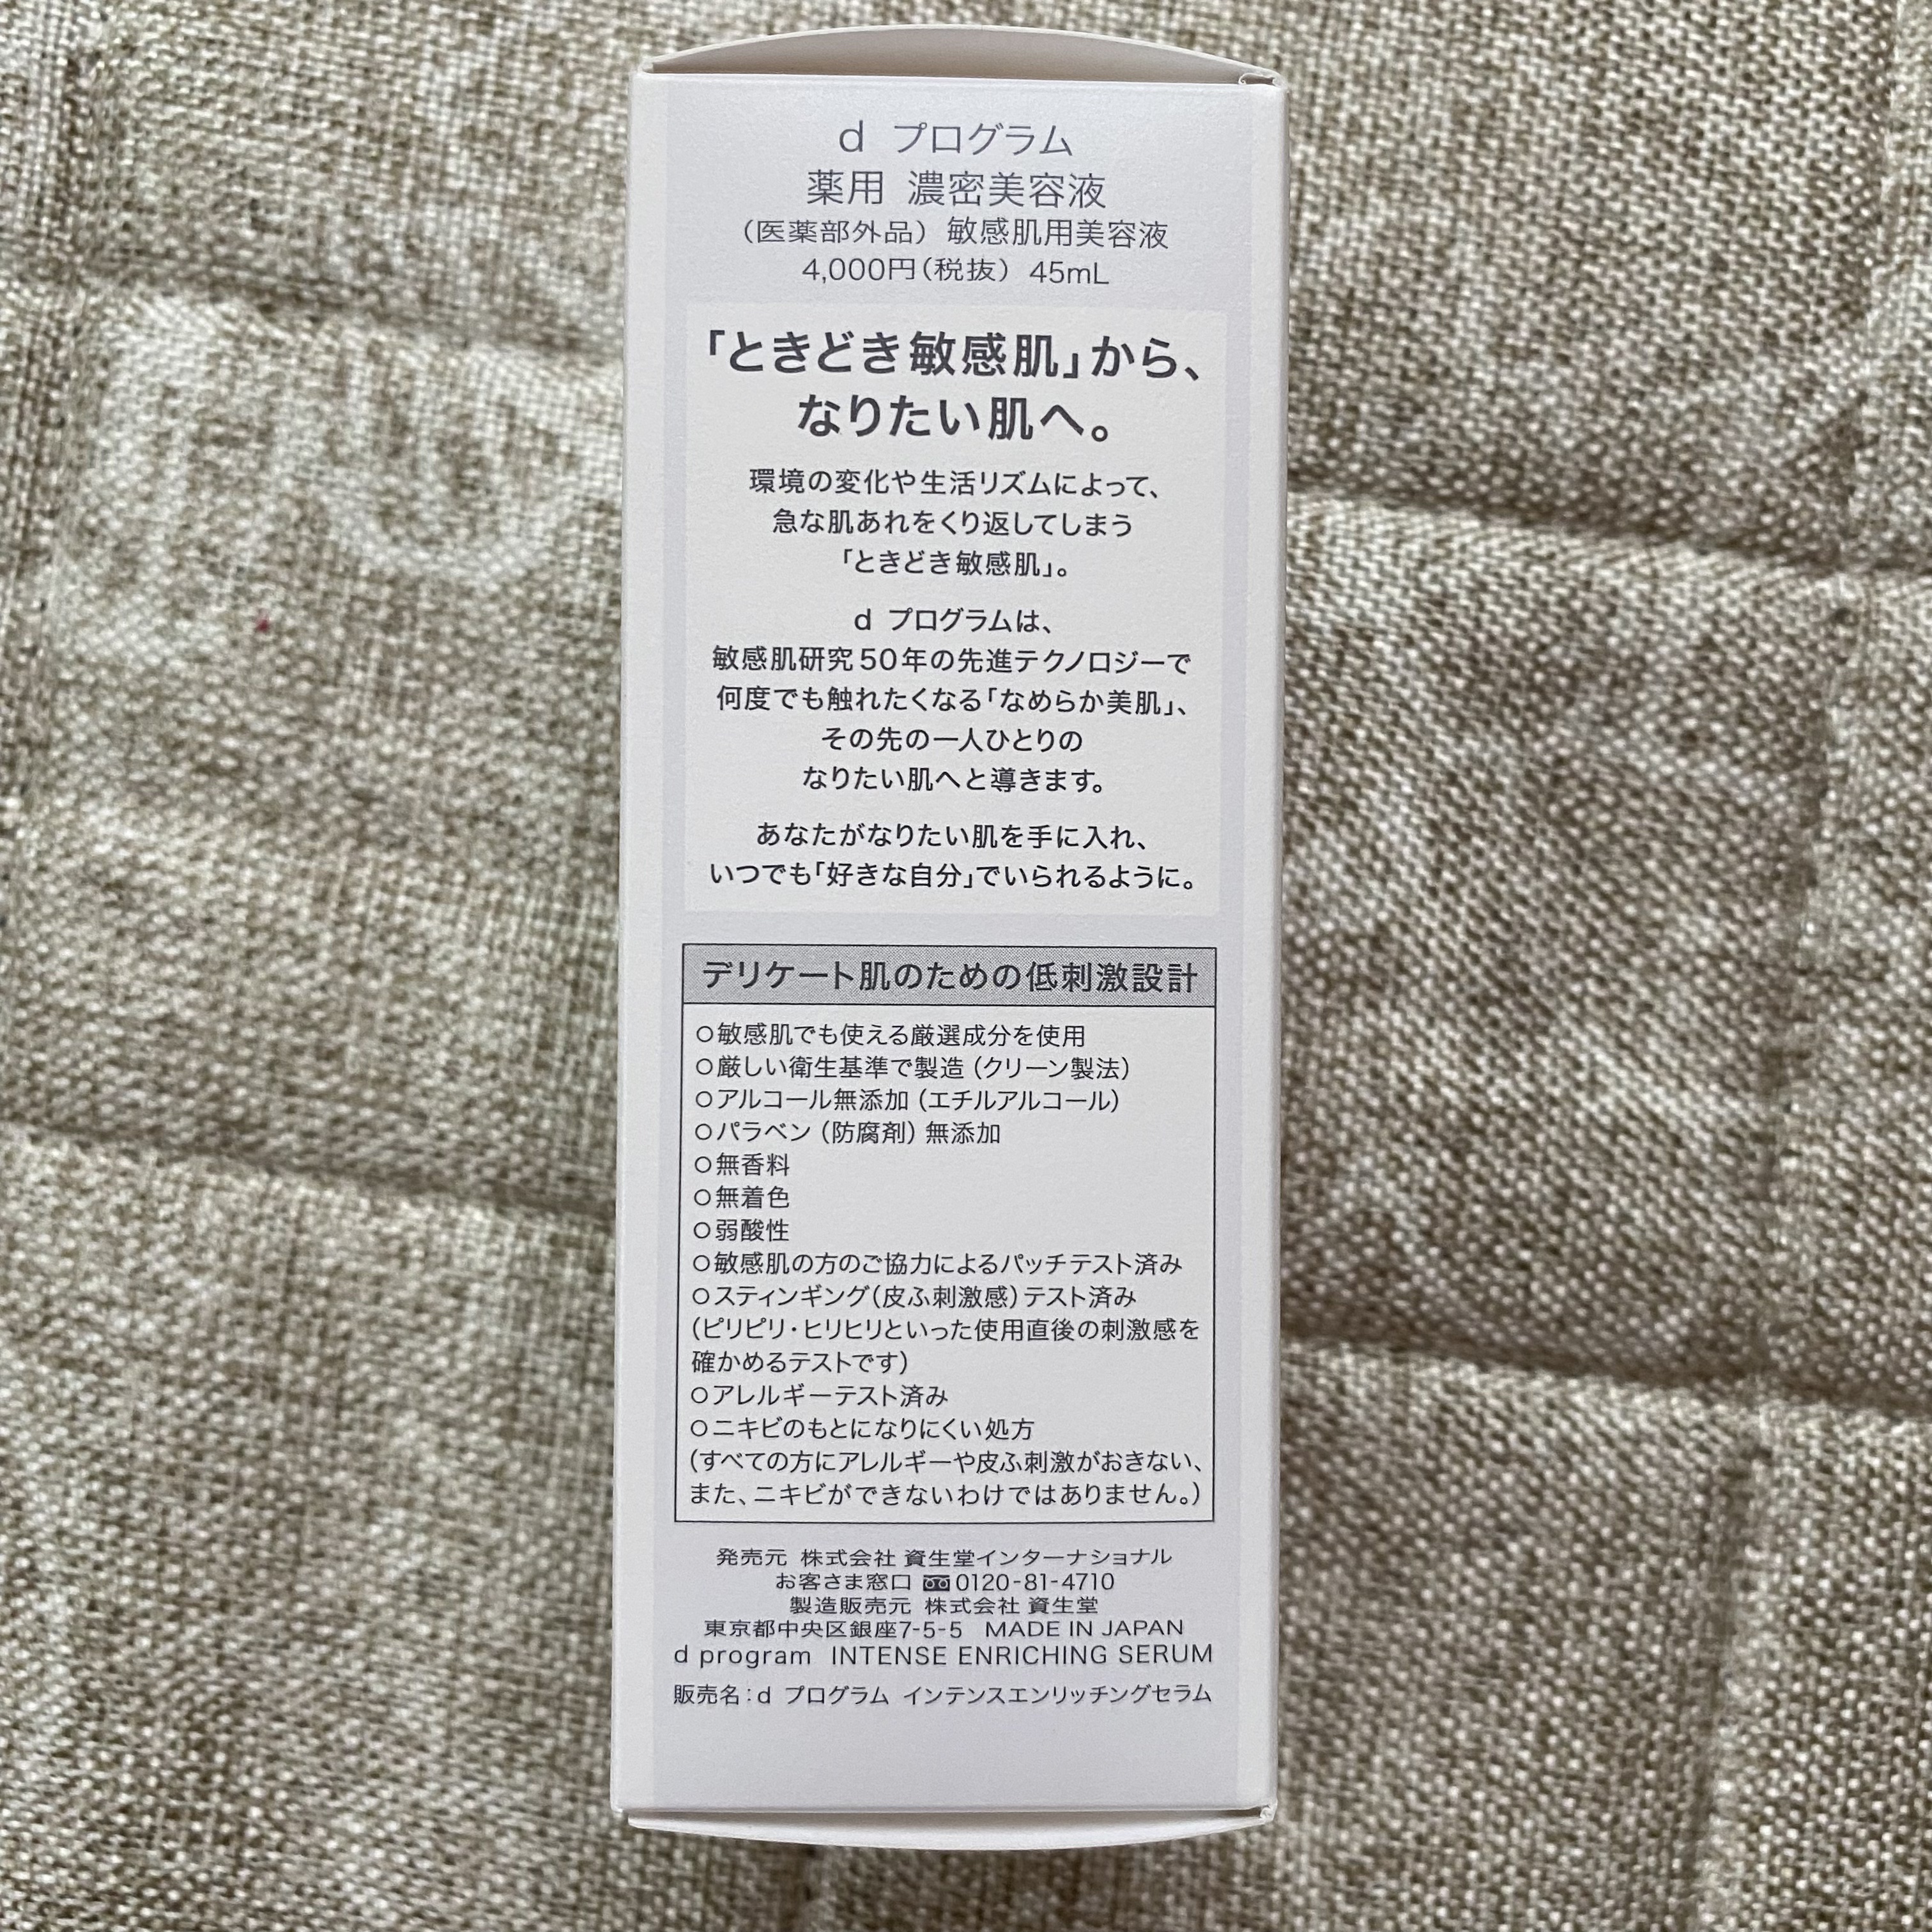 d プログラム
薬用 濃密美容液
（医薬部外品）敏感肌用美容液
4,000円（税抜） 45mL
「ときどき敏感肌」から、
なりたい肌へ。
環境の変化や生活リズムによって、
急な肌あれをくり返してしまう
「ときどき敏感肌」。
d プログラムは、
敏感肌研究50年の先進テクノロジーで
何度でも触れたくなる「なめらか美肌」、
その先の一人ひとりの
なりたい肌へと導きます。
あなたがなりたい肌を手に入れ、
いつでも「好きな自分」でいられるように。
デリケート肌のための低刺激設計
○敏感肌でも使える厳選成分を使用
○厳しい衛生基準で製造（クリーン製法）
○アルコール無添加（エチルアルコール）
○パラベン（防腐剤）無添加
○無香料
○無着色
○弱酸性
○敏感肌の方のご協力によるパッチテスト済み
○スティンギング（皮ふ刺激感）テスト済み
（ピリピリ・ヒリヒリといった使用直後の刺激感を
確かめるテストです）
○アレルギーテスト済み
○ニキビのもとになりにくい処方
（すべての方にアレルギーや皮ふ刺激がおきない、
また、ニキビができないわけではありません。）
発売元 株式会社 資生堂インターナショナル
お客さま窓口 0120-81-4710
製造販売元 株式会社 資生堂
東京都中央区銀座7-5-5 MADE IN JAPAN
d program INTENSE ENRICHING SERUM
販売名：d プログラム インテンスエンリッチングセラム